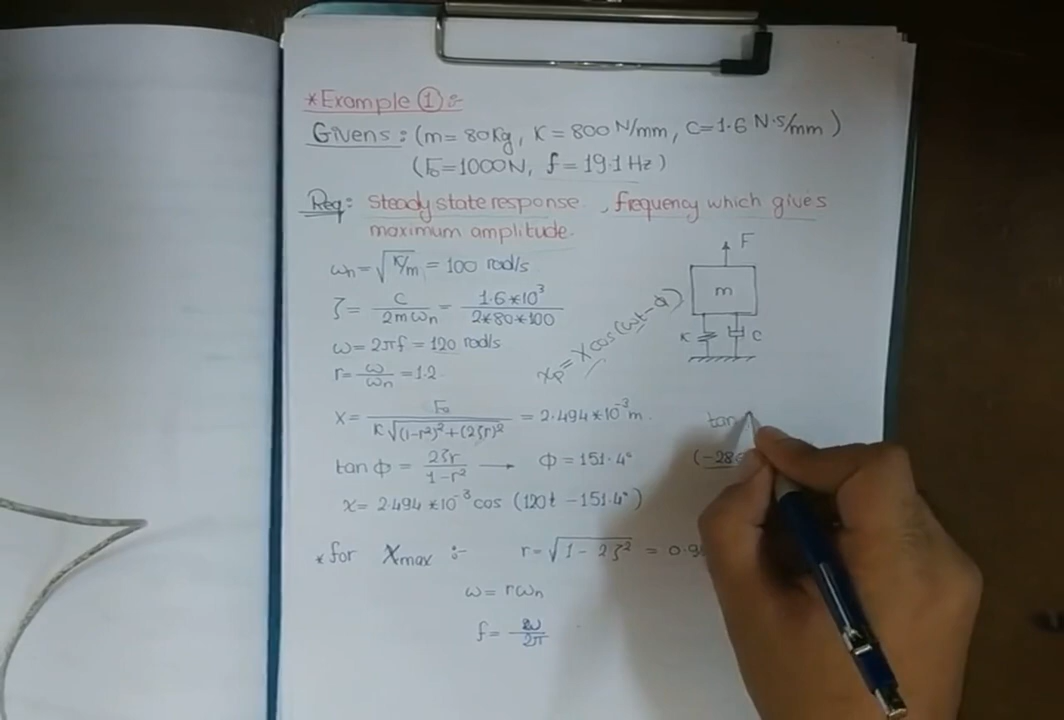 *Example ① :-
Givens : (m= 80Kg, K = 800 N/mm, C=1.6 N.S/mm)
(F₀=1000N, f = 19.1 Hz)
Req: Steady state response, frequency which gives
maximum amplitude.
ωn = √K/m = 100 rad/s
F
m
K
C
ζ = C / 2mωn = 1.6*10³ / 2*80*100
xp = X cos(ωt-φ)
ω = 2πf = 120 rad/s
r = ω/ωn = 1.2
X = F₀ / K√(1-r²)²+(2ζr)² = 2.494*10⁻³ m.
tan
tan φ = 2ζr / 1-r² → φ = 151.4°
(-28
x = 2.494 *10⁻³ cos (120t - 151.4°)
* for Xmax :- r = √1 - 2ζ² = 0.9
ω = rωn
f = ω / 2π